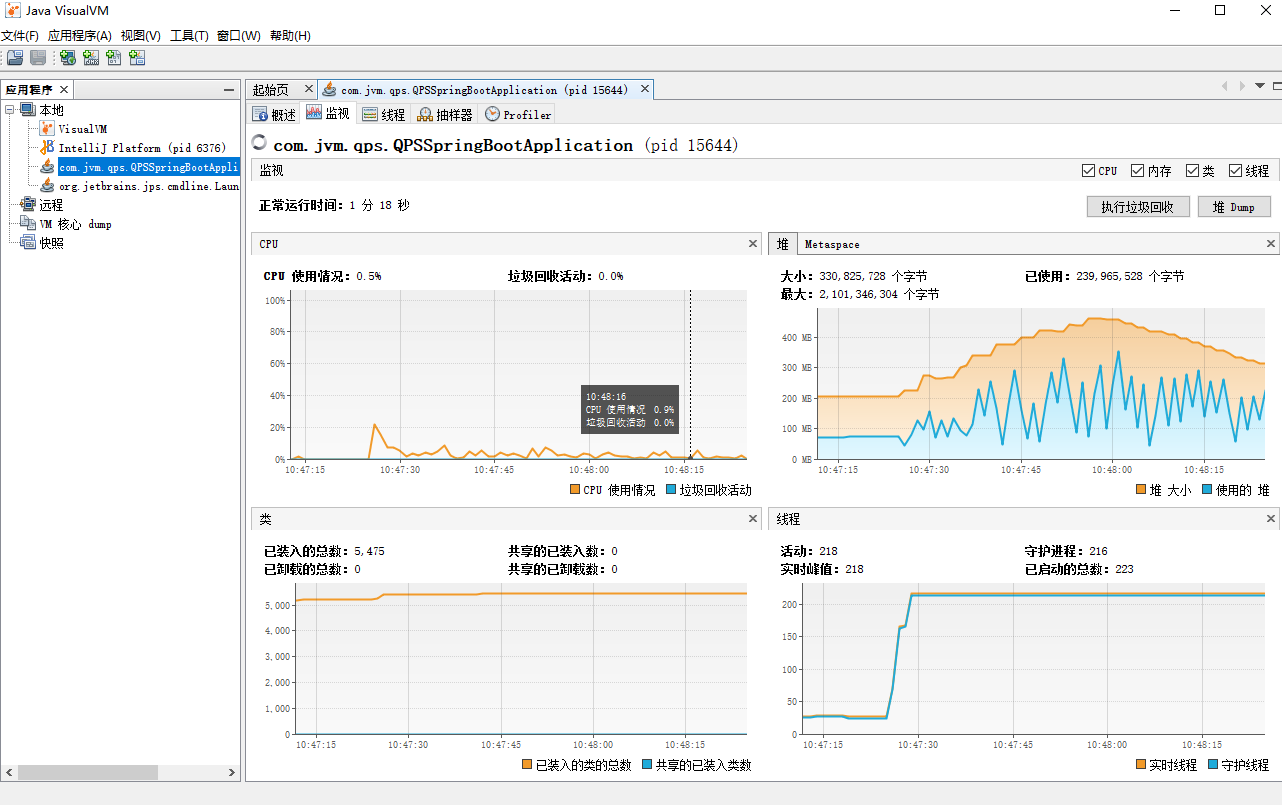 Java VisualVM
文件(F) 应用程序(A) 视图(V) 工具(T) 窗口(W) 帮助(H)
应用程序
本地
VisualVM
IntelliJ Platform (pid 6376)
com.jvm.qps.QPSSpringBootAppli
org.jetbrains.jps.cmdline.Laun
远程
VM 核心 dump
快照
起始页 com.jvm.qps.QPSSpringBootApplication (pid 15644)
概述 监视 线程 抽样器 Profiler
com.jvm.qps.QPSSpringBootApplication (pid 15644)
监视 CPU 内存 类 线程
正常运行时间: 1 分 18 秒 执行垃圾回收 堆 Dump
CPU
CPU 使用情况: 0.5% 垃圾回收活动: 0.0%
100%
80%
60%
40%
20%
0%
10:48:16
CPU 使用情况 0.9%
垃圾回收活动 0.0%
10:47:15 10:47:30 10:47:45 10:48:00 10:48:15
CPU 使用情况 垃圾回收活动
堆 Metaspace
大小: 330,825,728 个字节 已使用: 239,965,528 个字节
最大: 2,101,346,304 个字节
400 MB
300 MB
200 MB
100 MB
0 MB
10:47:15 10:47:30 10:47:45 10:48:00 10:48:15
堆 大小 使用的 堆
类
已装入的总数: 5,475 共享的已装入数: 0
已卸载的总数: 0 共享的已卸载数: 0
5,000
4,000
3,000
2,000
1,000
0
10:47:15 10:47:30 10:47:45 10:48:00 10:48:15
已装入的类的总数 共享的已装入类数
线程
活动: 218 守护进程: 216
实时峰值: 218 已启动的总数: 223
200
150
100
50
0
10:47:15 10:47:30 10:47:45 10:48:00 10:48:15
实时线程 守护线程